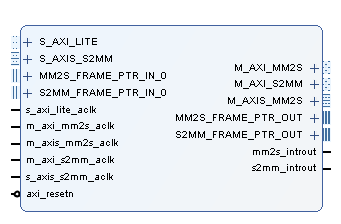 S_AXI_LITE
S_AXIS_S2MM
MM2S_FRAME_PTR_IN_0
S2MM_FRAME_PTR_IN_0
s_axi_lite_aclk
m_axi_mm2s_aclk
m_axis_mm2s_aclk
m_axi_s2mm_aclk
s_axis_s2mm_aclk
axi_resetn
M_AXI_MM2S
M_AXI_S2MM
M_AXIS_MM2S
MM2S_FRAME_PTR_OUT
S2MM_FRAME_PTR_OUT
mm2s_introut
s2mm_introut